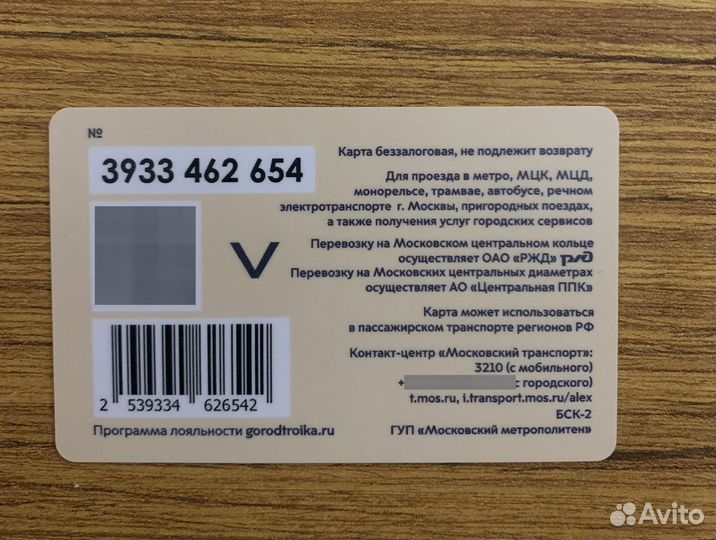 №
3933 462 654
Карта беззалоговая, не подлежит возврату
Для проезда в метро, МЦК, МЦД,
монорельсе, трамвае, автобусе, речном
электротранспорте г. Москвы, пригородных поездах,
а также получения услуг городских сервисов
V
Перевозку на Московском центральном кольце
осуществляет ОАО «РЖД» РЖД
Перевозку на Московских центральных диаметрах
осуществляет АО «Центральная ППК»
Карта может использоваться
в пассажирском транспорте регионов РФ
Контакт-центр «Московский транспорт»:
3210 (с мобильного)
+ с городского)
t.mos.ru, i.transport.mos.ru/alex
БСК-2
ГУП «Московский метрополитен»
2 539334 626542
Программа лояльности gorodtroika.ru
Avito